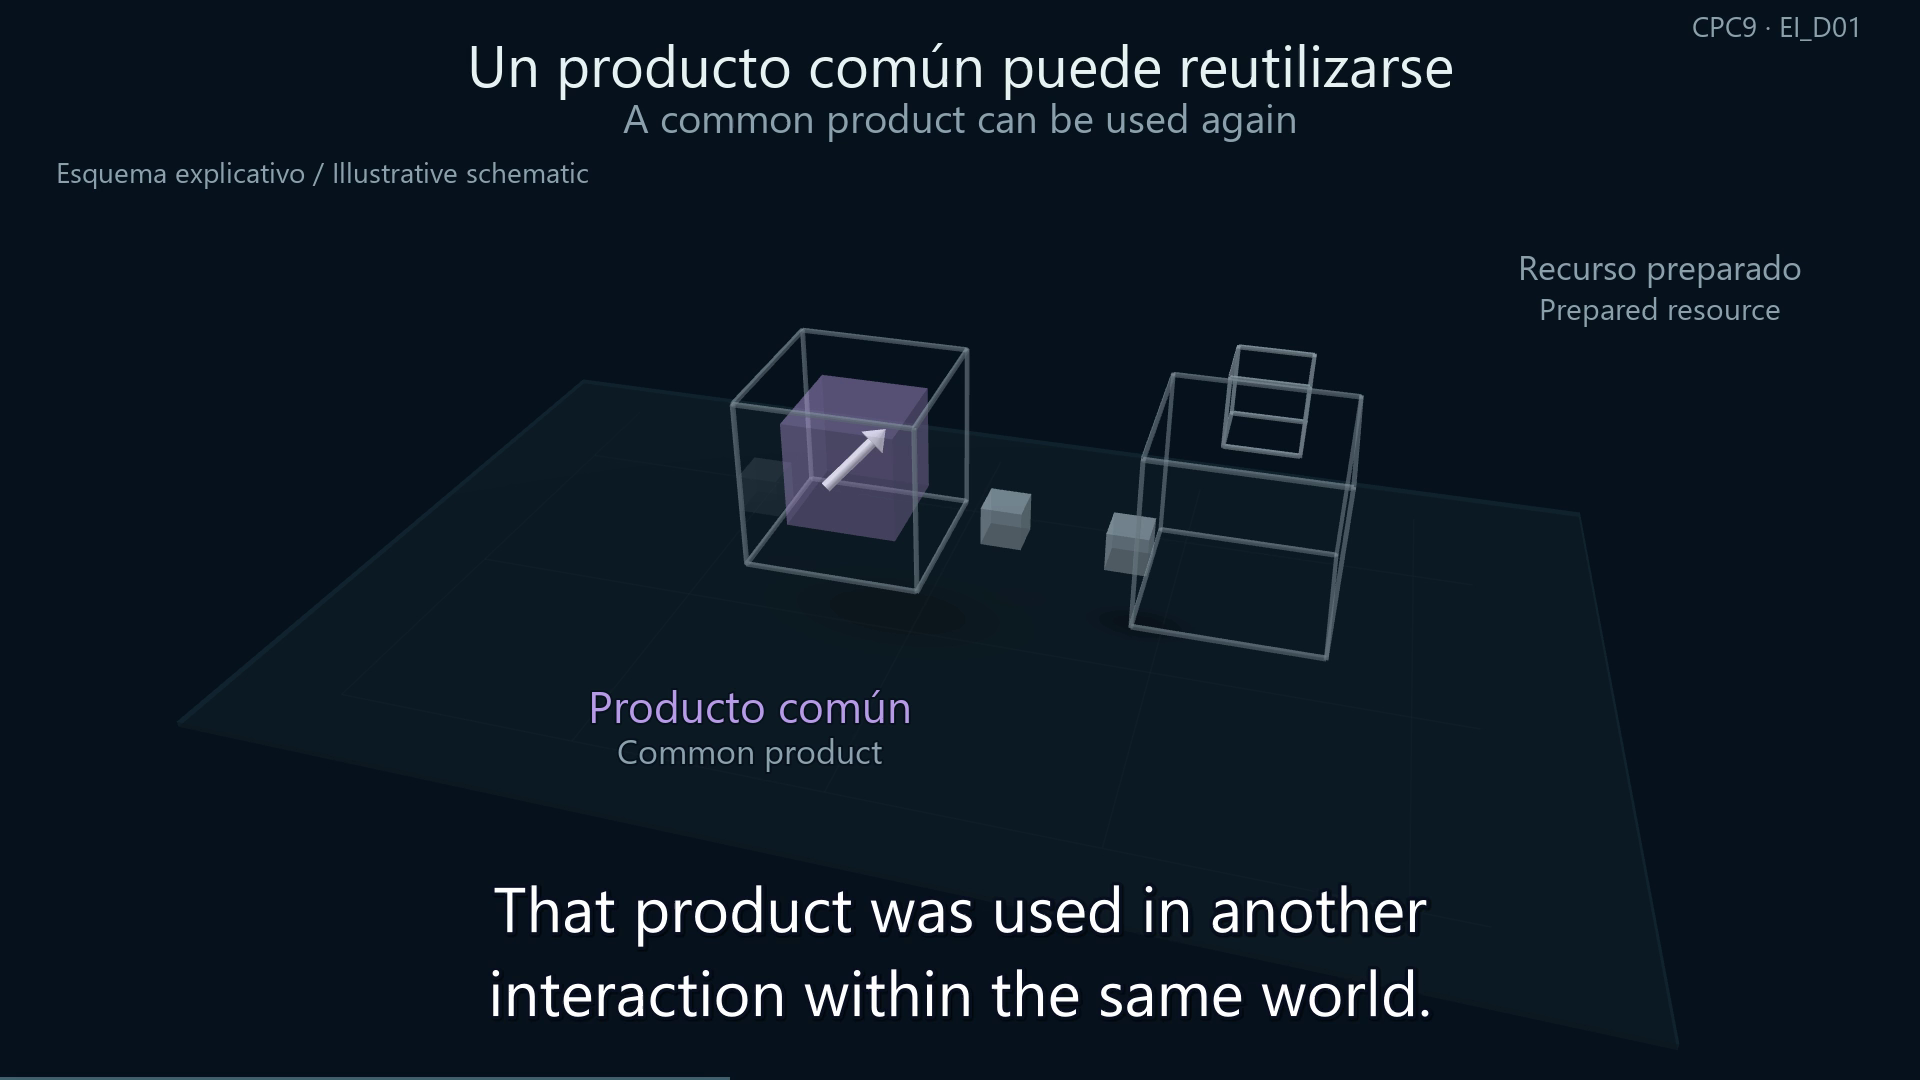 CPC9 · EI_D01
Un producto común puede reutilizarse
A common product can be used again
Esquema explicativo / Illustrative schematic
Recurso preparado
Prepared resource
Producto común
Common product
That product was used in another
interaction within the same world.